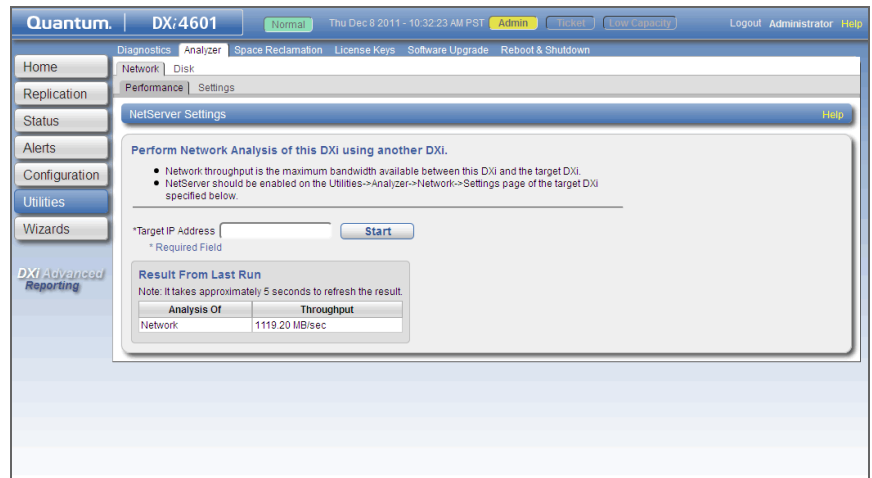 Quantum. DXi4601 Normal Thu Dec 8 2011 - 10:32:23 AM PST Admin Ticket Low Capacity Logout Administrator Help
Diagnostics Analyzer Space Reclamation License Keys Software Upgrade Reboot & Shutdown
Home
Replication
Status
Alerts
Configuration
Utilities
Wizards
DXi Advanced
Reporting
Network Disk
Performance Settings
NetServer Settings Help
Perform Network Analysis of this DXi using another DXi.
• Network throughput is the maximum bandwidth available between this DXi and the target DXi.
• NetServer should be enabled on the Utilities->Analyzer->Network->Settings page of the target DXi
specified below.
*Target IP Address Start
* Required Field
Result From Last Run
Note: It takes approximately 5 seconds to refresh the result.
Analysis Of Throughput
Network 1119.20 MB/sec